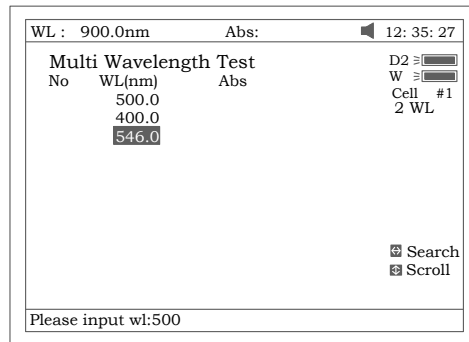 WL : 900.0nm Abs: 12: 35: 27
Multi Wavelength Test
D2
No WL(nm) Abs
W
Cell #1
500.0
2 WL
400.0
546.0
Search
Scroll
Please input wl:500